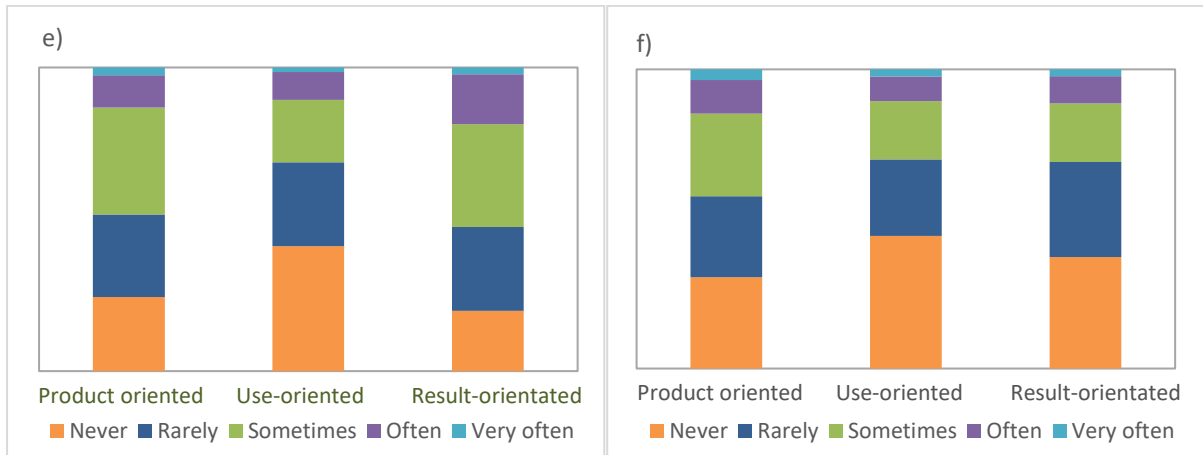 e)
Product oriented Use-oriented Result-orientated
Never Rarely Sometimes Often Very often
f)
Product oriented Use-oriented Result-orientated
Never Rarely Sometimes Often Very often